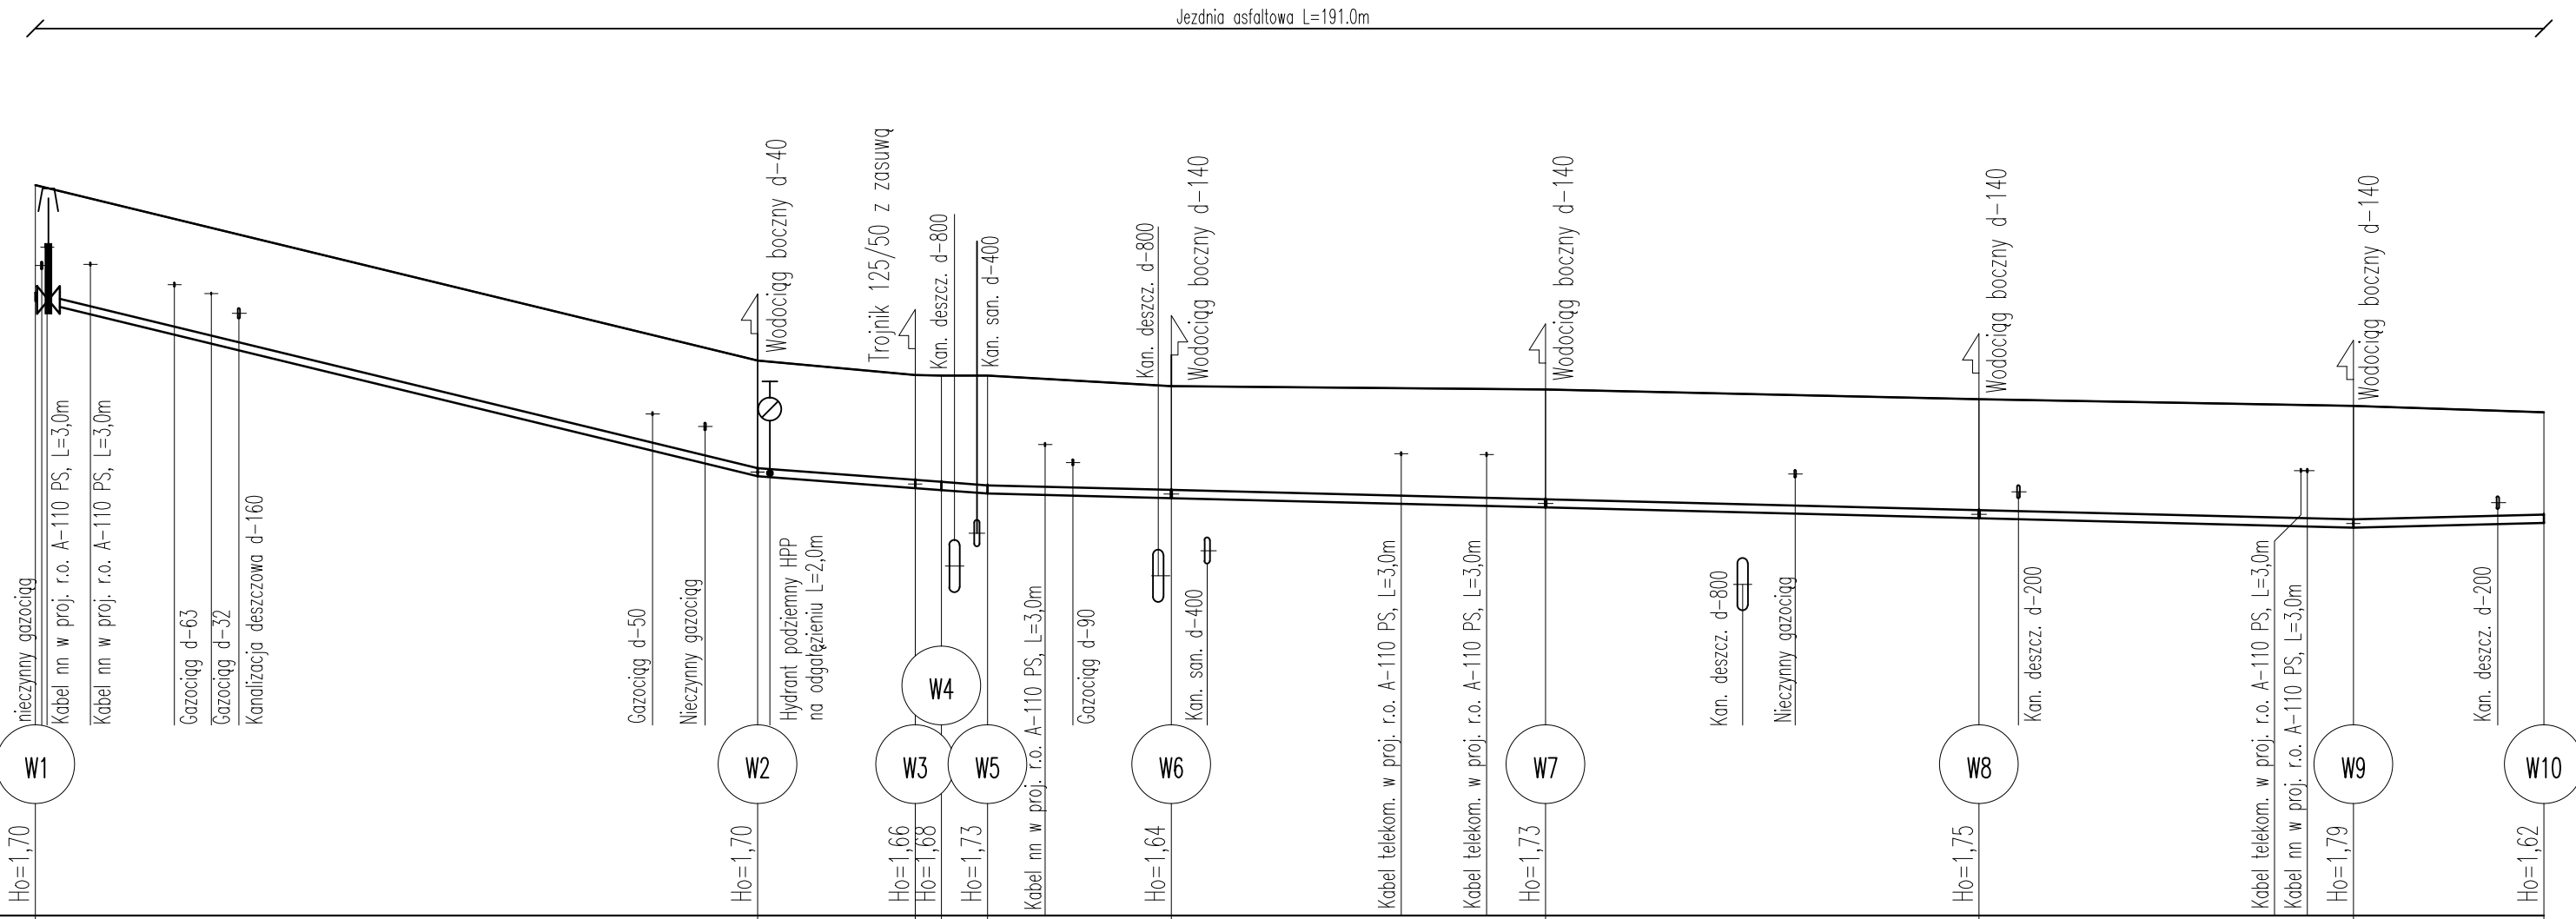 Jezdnia asfaltowa L=191.0m
nieczynny gazociąg
Kabel nn w proj. r.o. A-110 PS, L=3,0m
Kabel nn w proj. r.o. A-110 PS, L=3,0m
Gazociąg d-63
Gazociąg d-32
Kanalizacja deszczowa d-160
Gazociąg d-50
Nieczynny gazociąg
Wodociąg boczny d-40
Hydrant podziemny HPP
na odgałęzieniu L=2,0m
Trojnik 125/50 z zasuwą
Kan. deszcz. d-800
Kan. san. d-400
Kabel nn w proj. r.o. A-110 PS, L=3,0m
Gazociąg d-90
Kan. deszcz. d-800
Wodociąg boczny d-140
Kan. san. d-400
Kabel telekom. w proj. r.o. A-110 PS, L=3,0m
Kabel telekom. w proj. r.o. A-110 PS, L=3,0m
Wodociąg boczny d-140
Kan. deszcz. d-800
Nieczynny gazociąg
Wodociąg boczny d-140
Kan. deszcz. d-200
Kabel telekom. w proj. r.o. A-110 PS, L=3,0m
Kabel nn w proj. r.o. A-110 PS, L=3,0m
Wodociąg boczny d-140
Kan. deszcz. d-200
W1
W2
W3
W4
W5
W6
W7
W8
W9
W10
Ho=1,70
Ho=1,70
Ho=1,66
Ho=1,68
Ho=1,73
Ho=1,64
Ho=1,73
Ho=1,75
Ho=1,79
Ho=1,62